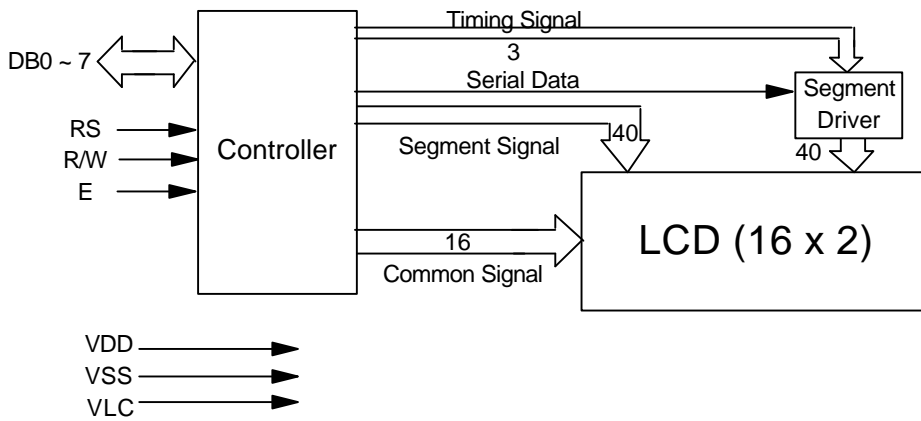 Timing Signal
3
DB0 ~ 7
Serial Data
Segment
Driver
RS
Controller
40
Segment Signal
R/W
40
E
16
LCD (16 x 2)
Common Signal
VDD
VSS
VLC